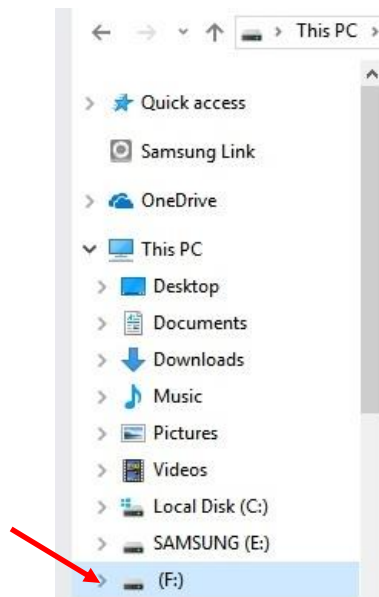 This PC
Quick access
Samsung Link
OneDrive
This PC
Desktop
Documents
Downloads
Music
Pictures
Videos
Local Disk (C:)
SAMSUNG (E:)
(F:)